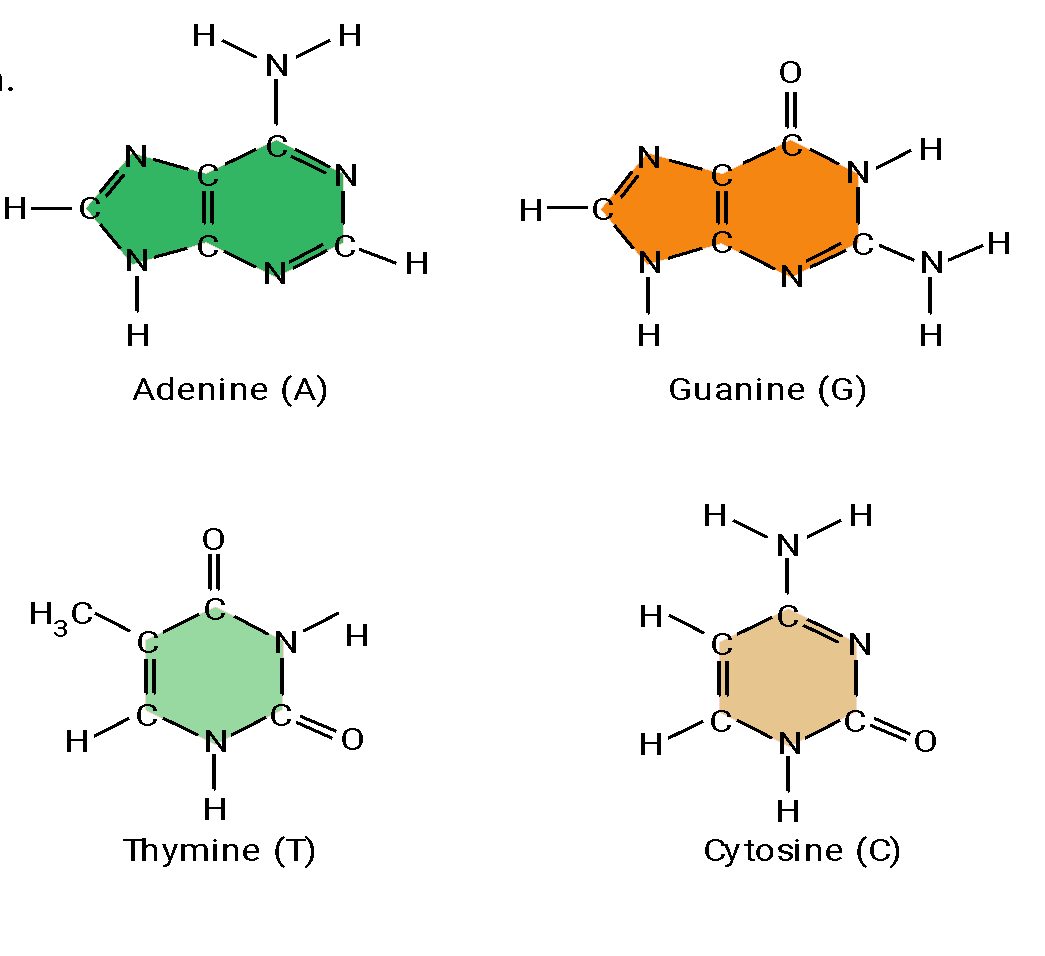 H H
N
C
N C N
H C
C C
N N H
H
Adenine (A)
O
C H
N C N
H C
C C H
N N N
H H
Guanine (G)
O
C
H3C
C N H
C C
H N O
H
Thymine (T)
H H
N
H C
C N
C C
H N O
H
Cytosine (C)